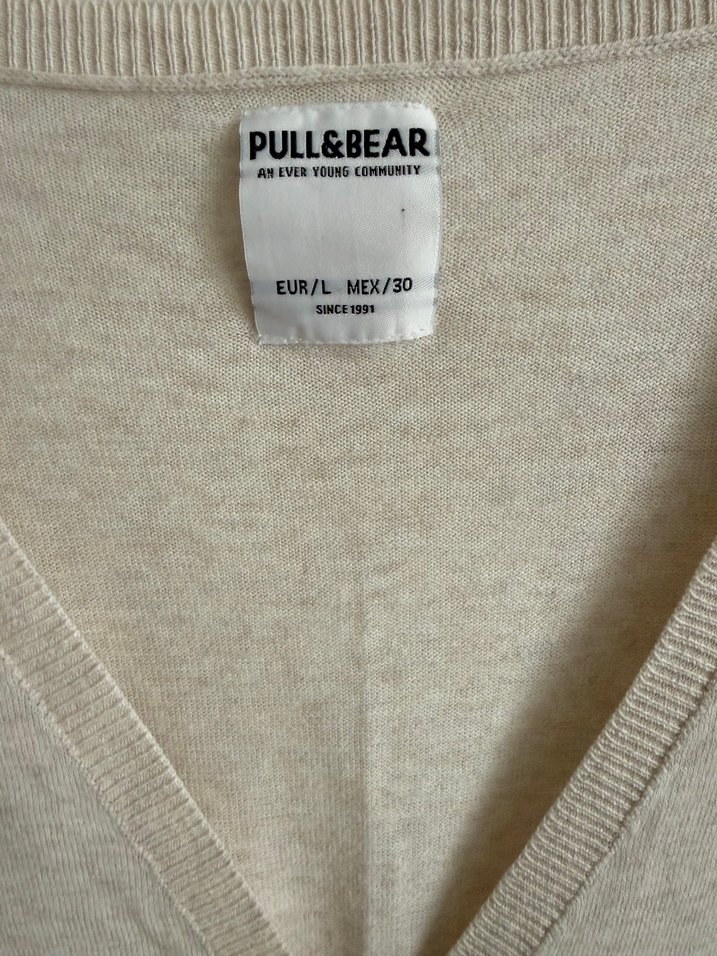 PULL&BEAR
AN EVER YOUNG COMMUNITY
EUR/L MEX/30
SINCE 1991